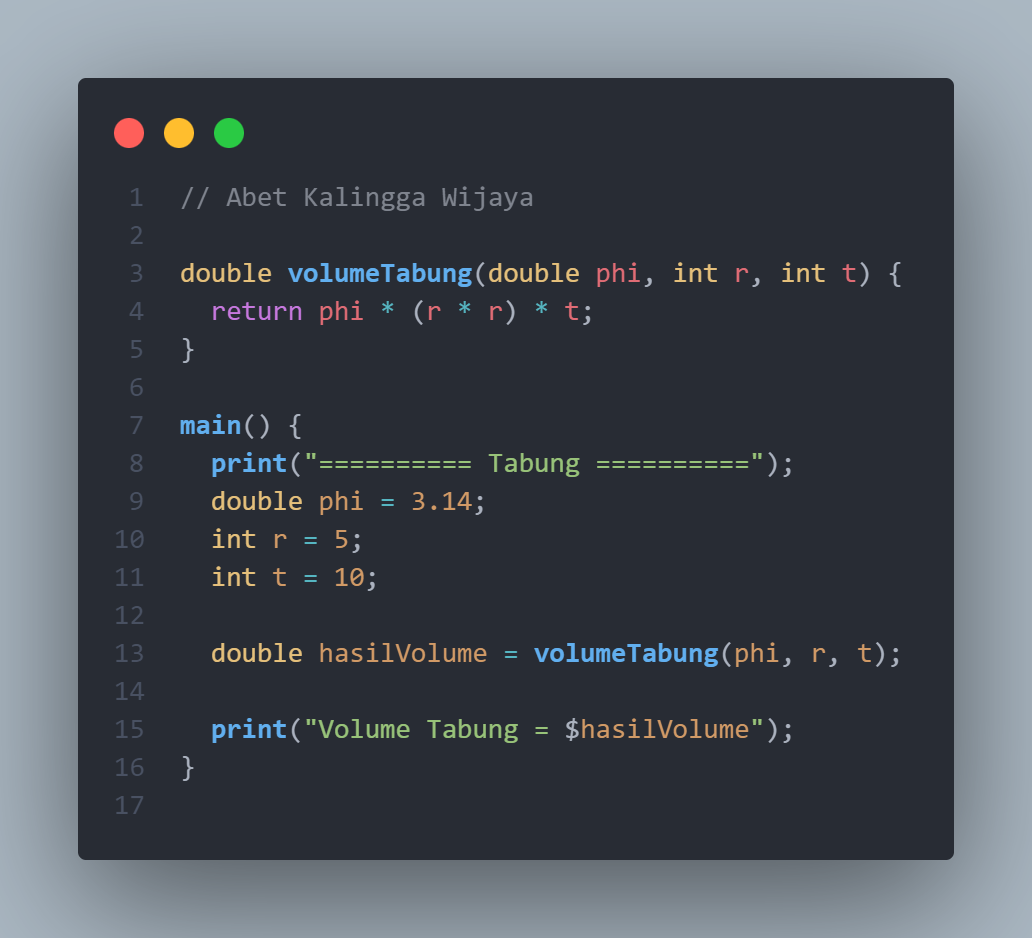 1 // Abet Kalingga Wijaya
2
3 double volumeTabung(double phi, int r, int t) {
4   return phi * (r * r) * t;
5 }
6
7 main() {
8   print("========== Tabung ==========");
9   double phi = 3.14;
10   int r = 5;
11   int t = 10;
12
13   double hasilVolume = volumeTabung(phi, r, t);
14
15   print("Volume Tabung = $hasilVolume");
16 }
17